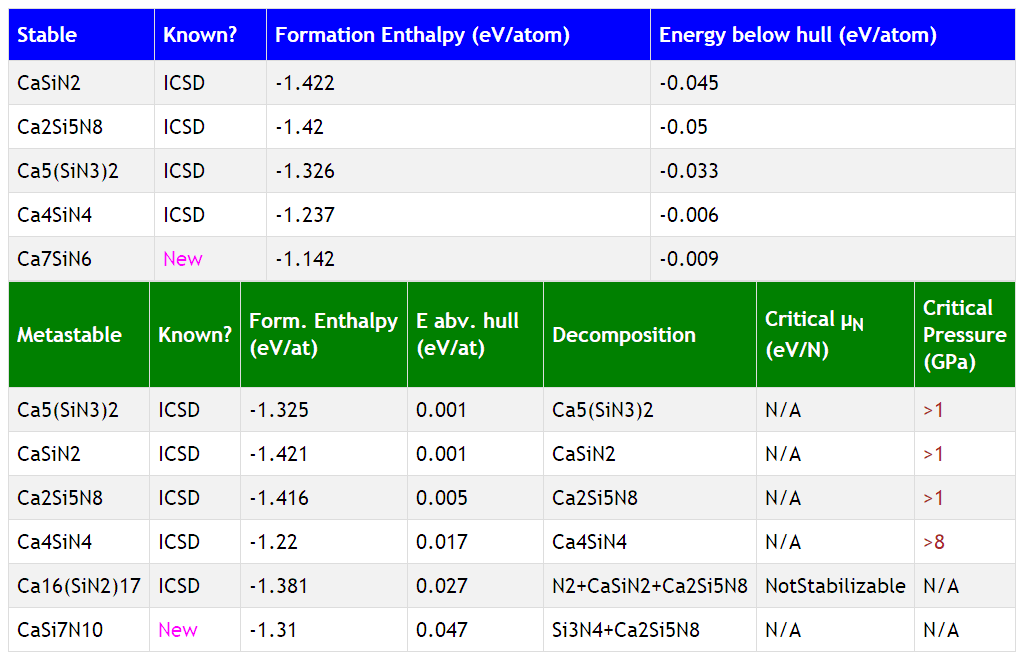 Stable Known? Formation Enthalpy (eV/atom) Energy below hull (eV/atom)
CaSiN2 ICSD -1.422 -0.045
Ca2Si5N8 ICSD -1.42 -0.05
Ca5(SiN3)2 ICSD -1.326 -0.033
Ca4SiN4 ICSD -1.237 -0.006
Ca7SiN6 New -1.142 -0.009
Metastable Known? Form. Enthalpy (eV/at) E abv. hull (eV/at) Decomposition Critical μN (eV/N) Critical Pressure (GPa)
Ca5(SiN3)2 ICSD -1.325 0.001 Ca5(SiN3)2 N/A >1
CaSiN2 ICSD -1.421 0.001 CaSiN2 N/A >1
Ca2Si5N8 ICSD -1.416 0.005 Ca2Si5N8 N/A >1
Ca4SiN4 ICSD -1.22 0.017 Ca4SiN4 N/A >8
Ca16(SiN2)17 ICSD -1.381 0.027 N2+CaSiN2+Ca2Si5N8 NotStabilizable N/A
CaSi7N10 New -1.31 0.047 Si3N4+Ca2Si5N8 N/A N/A